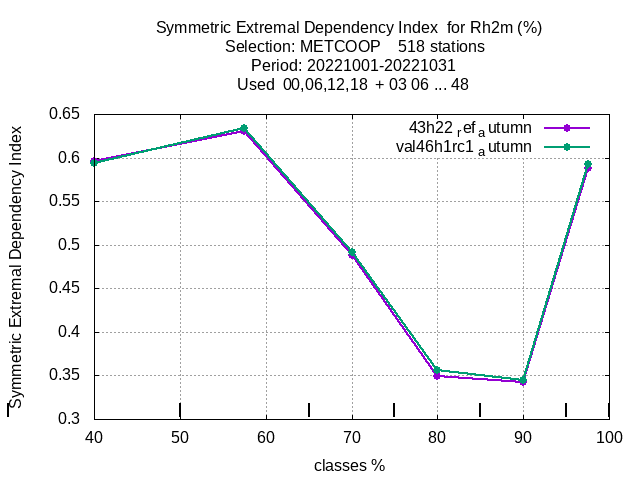 Symmetric Extremal Dependency Index for Rh2m (%)
Selection: METCOOP 518 stations
Period: 20221001-20221031
Used 00,06,12,18 + 03 06 ... 48
Symmetric Extremal Dependency Index
0.65
0.6
0.55
0.5
0.45
0.4
0.35
0.3
43h22 ref a utumn
val46h1rc1 a utumn
40 50 60 70 80 90 100
classes %